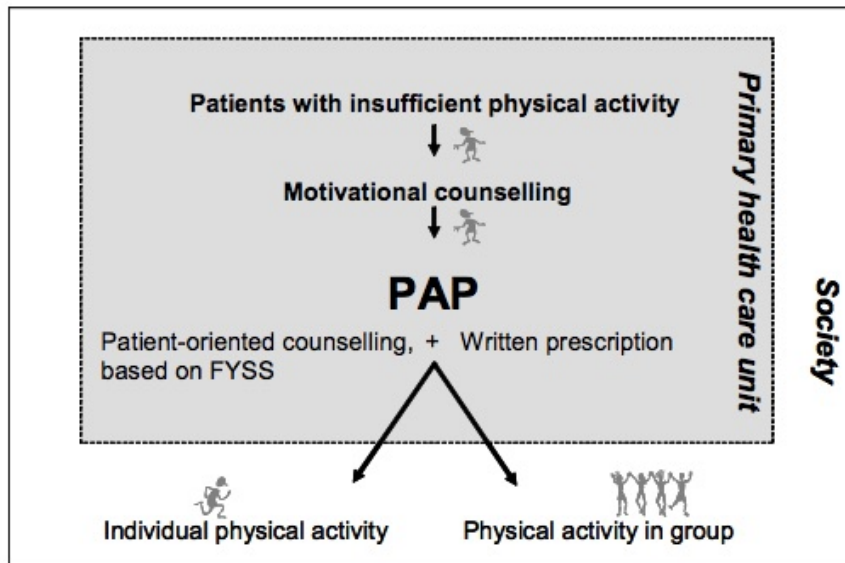 Patients with insufficient physical activity
Motivational counselling
PAP
Patient-oriented counselling, + Written prescription
based on FYSS
Primary health care unit
Society
Individual physical activity
Physical activity in group